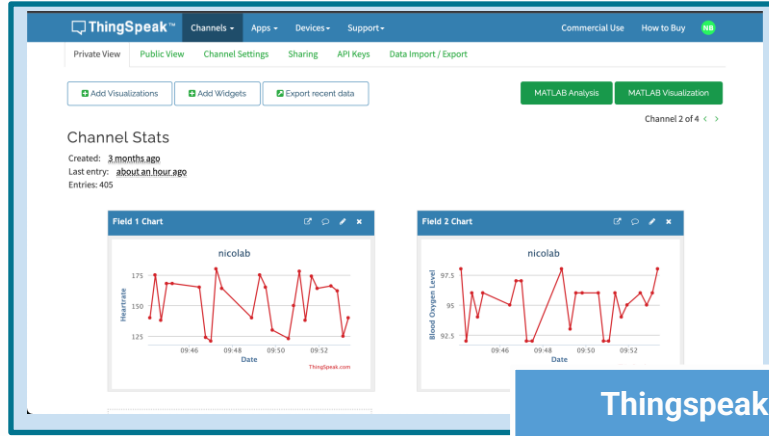 ThingSpeak™ Channels Apps Devices Support Commercial Use How to Buy NB
Private View Public View Channel Settings Sharing API Keys Data Import / Export
Add Visualizations Add Widgets Export recent data MATLAB Analysis MATLAB Visualization
Channel 2 of 4 < >
Channel Stats
Created: 3 months ago
Last entry: about an hour ago
Entries: 405
Field 1 Chart
nicolab
Heartrate
175
150
125
09:46 09:48 09:50 09:52
Date
ThingSpeak.com
Field 2 Chart
nicolab
Blood Oxygen Level
97.5
95
92.5
09:46 09:48 09:50 09:52
Date
Thingspeak